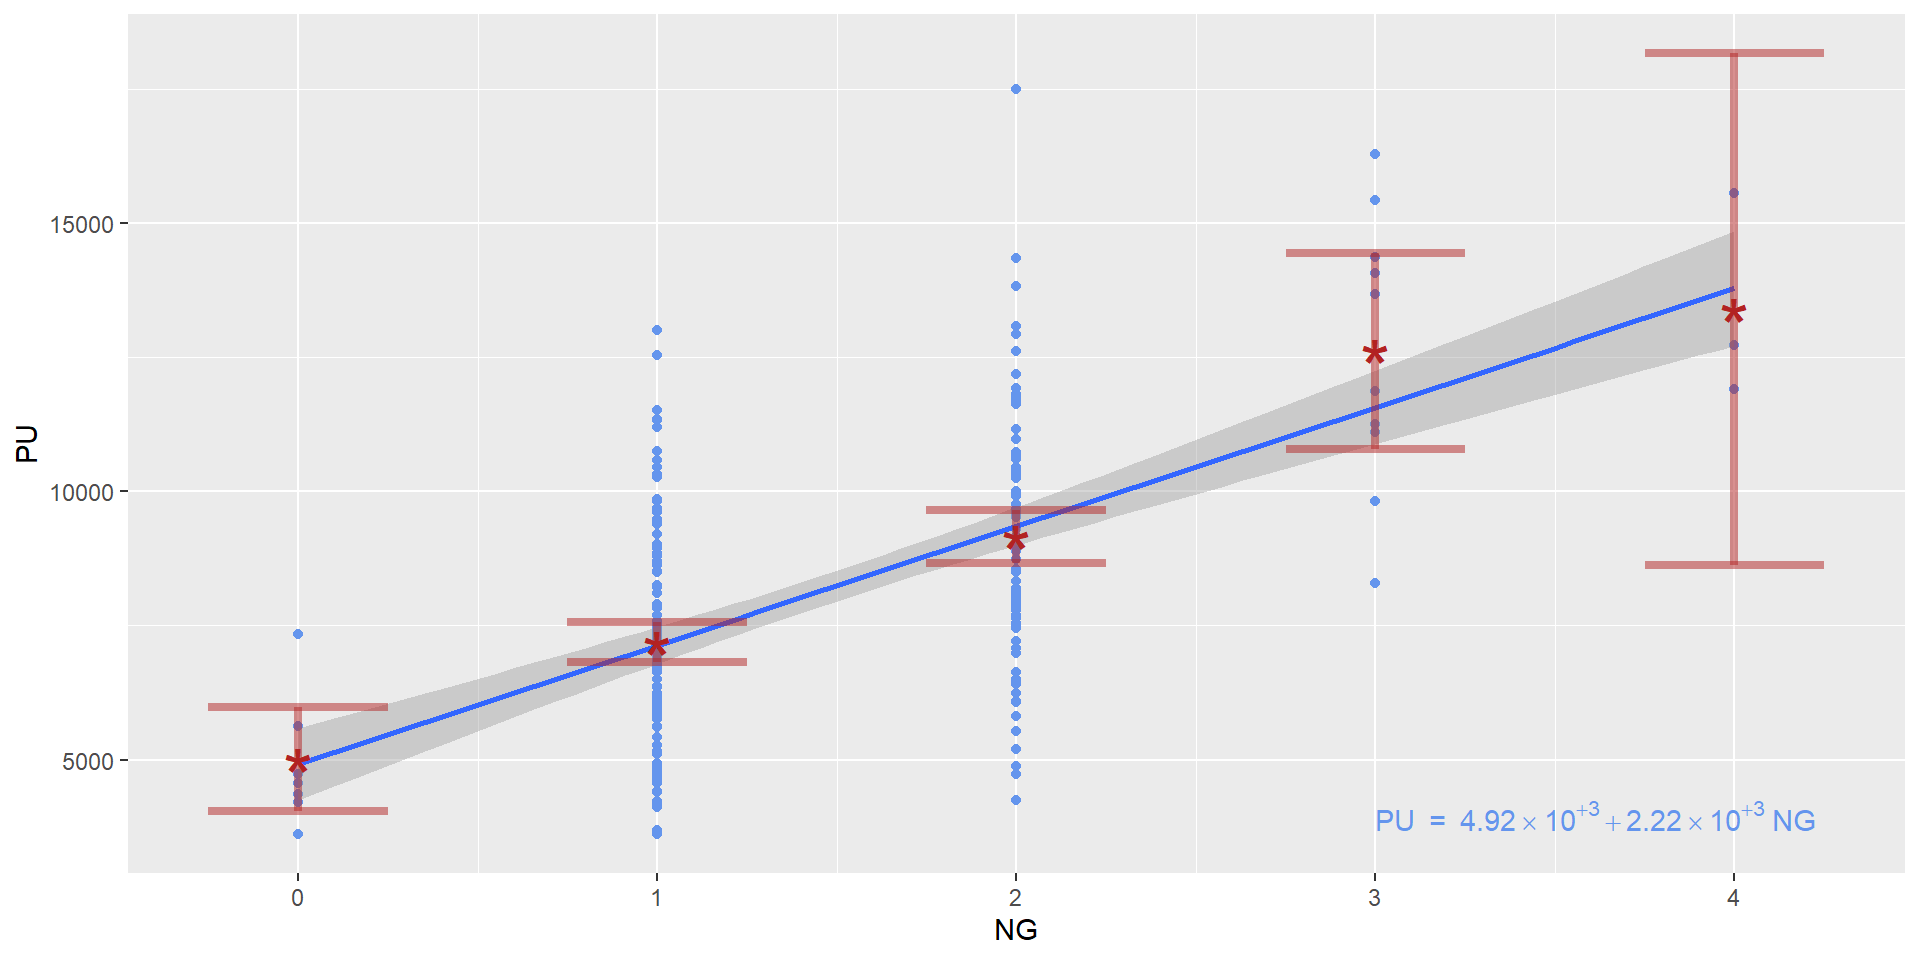 PU
15000
10000
5000
PU = 4.92 × 10⁺³ + 2.22 × 10⁺³ NG
0 1 2 3 4
NG